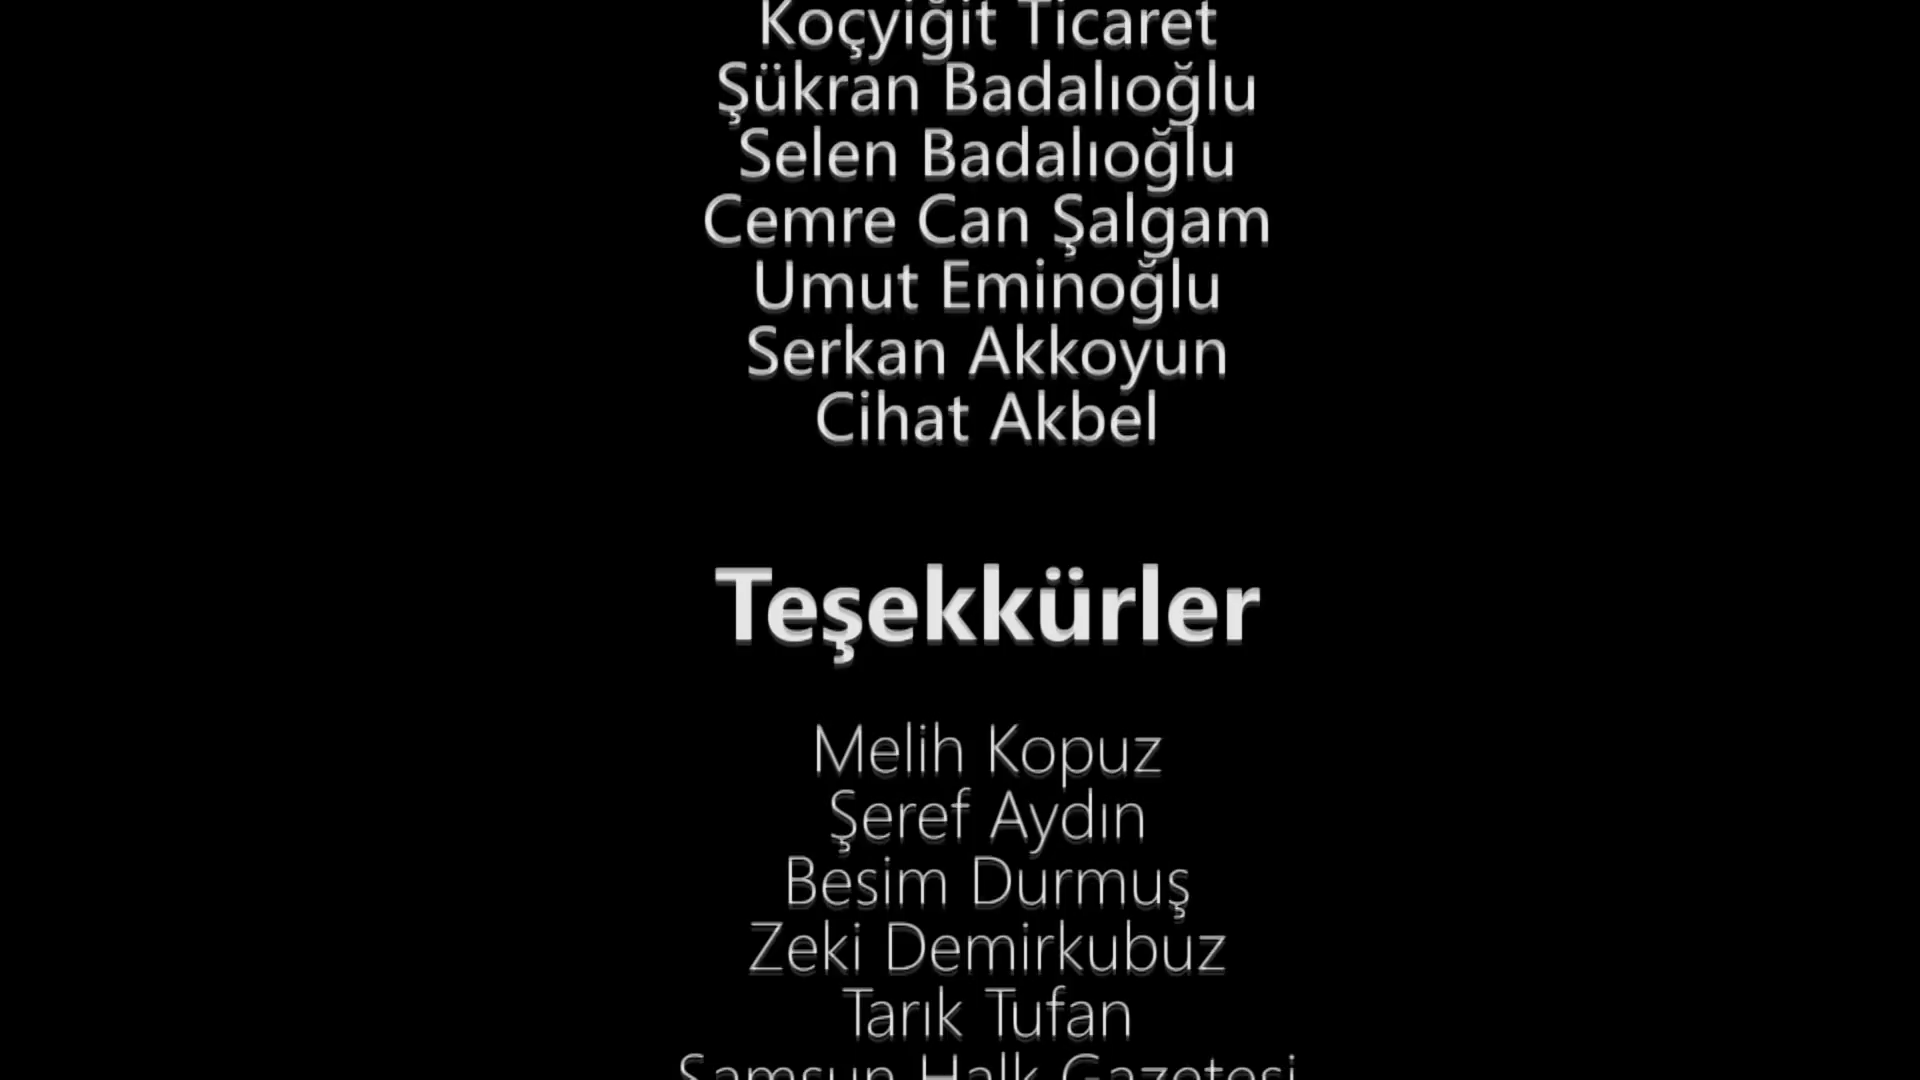 Koçyiğit Ticaret
Şükran Badalıoğlu
Selen Badalıoğlu
Cemre Can Şalgam
Umut Eminoğlu
Serkan Akkoyun
Cihat Akbel
Teşekkürler
Melih Kopuz
Şeref Aydın
Besim Durmuş
Zeki Demirkubuz
Tarık Tufan
Samsun Halk Gazetesi